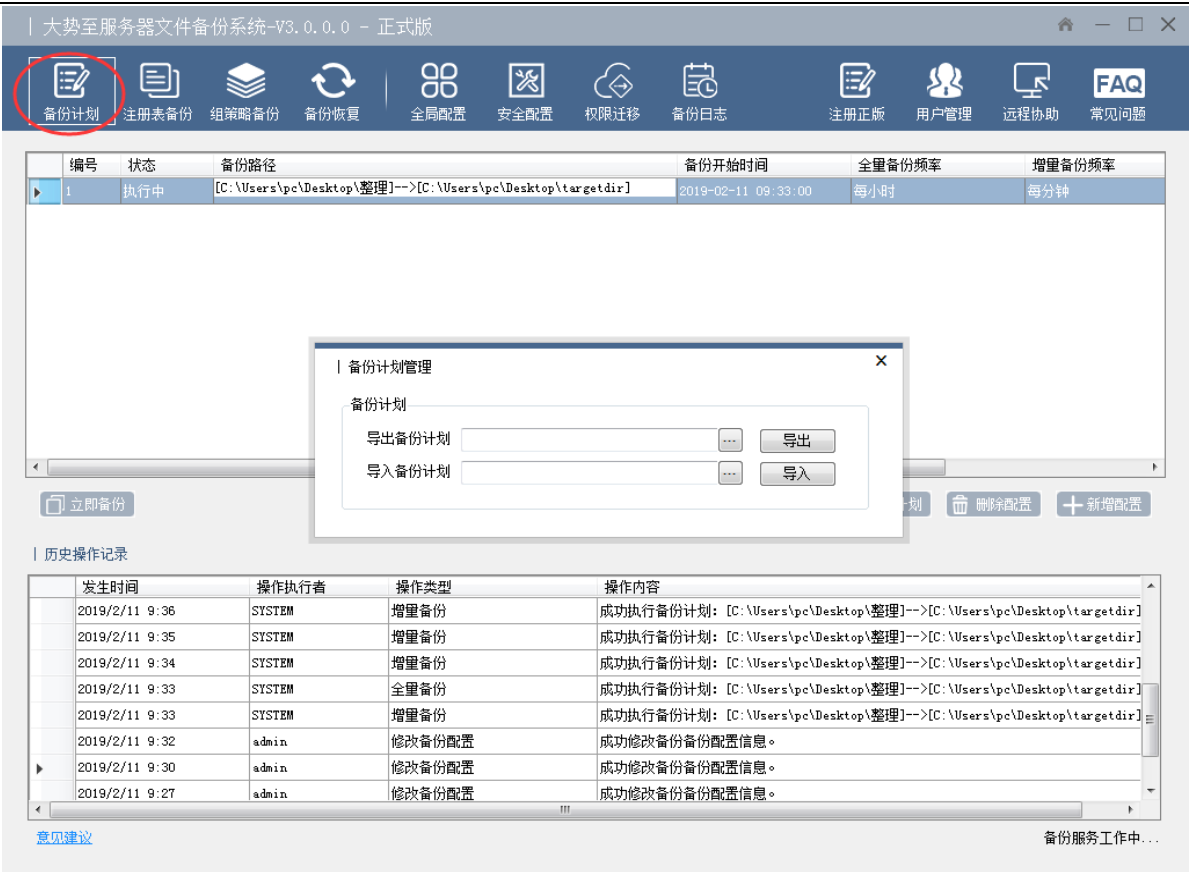 | 大势至服务器文件备份系统-V3.0.0.0 - 正式版
备份计划 注册表备份 组策略备份 备份恢复 全局配置 安全配置 权限迁移 备份日志 注册正版 用户管理 远程协助 FAQ 常见问题
编号 状态 备份路径 备份开始时间 全量备份频率 增量备份频率
1 执行中 [C:\Users\pc\Desktop\整理]-->[C:\Users\pc\Desktop\targetdir] 2019-02-11 09:33:00 每小时 每分钟
| 备份计划管理
备份计划
导出备份计划 ... 导出
导入备份计划 ... 导入
立即备份 划 删除配置 新增配置
| 历史操作记录
发生时间 操作执行者 操作类型 操作内容
2019/2/11 9:36 SYSTEM 增量备份 成功执行备份计划: [C:\Users\pc\Desktop\整理]-->[C:\Users\pc\Desktop\targetdir]
2019/2/11 9:35 SYSTEM 增量备份 成功执行备份计划: [C:\Users\pc\Desktop\整理]-->[C:\Users\pc\Desktop\targetdir]
2019/2/11 9:34 SYSTEM 增量备份 成功执行备份计划: [C:\Users\pc\Desktop\整理]-->[C:\Users\pc\Desktop\targetdir]
2019/2/11 9:33 SYSTEM 全量备份 成功执行备份计划: [C:\Users\pc\Desktop\整理]-->[C:\Users\pc\Desktop\targetdir]
2019/2/11 9:33 SYSTEM 增量备份 成功执行备份计划: [C:\Users\pc\Desktop\整理]-->[C:\Users\pc\Desktop\targetdir]
2019/2/11 9:32 admin 修改备份配置 成功修改备份备份配置信息。
2019/2/11 9:30 admin 修改备份配置 成功修改备份备份配置信息。
2019/2/11 9:27 admin 修改备份配置 成功修改备份备份配置信息。
意见建议 备份服务工作中...